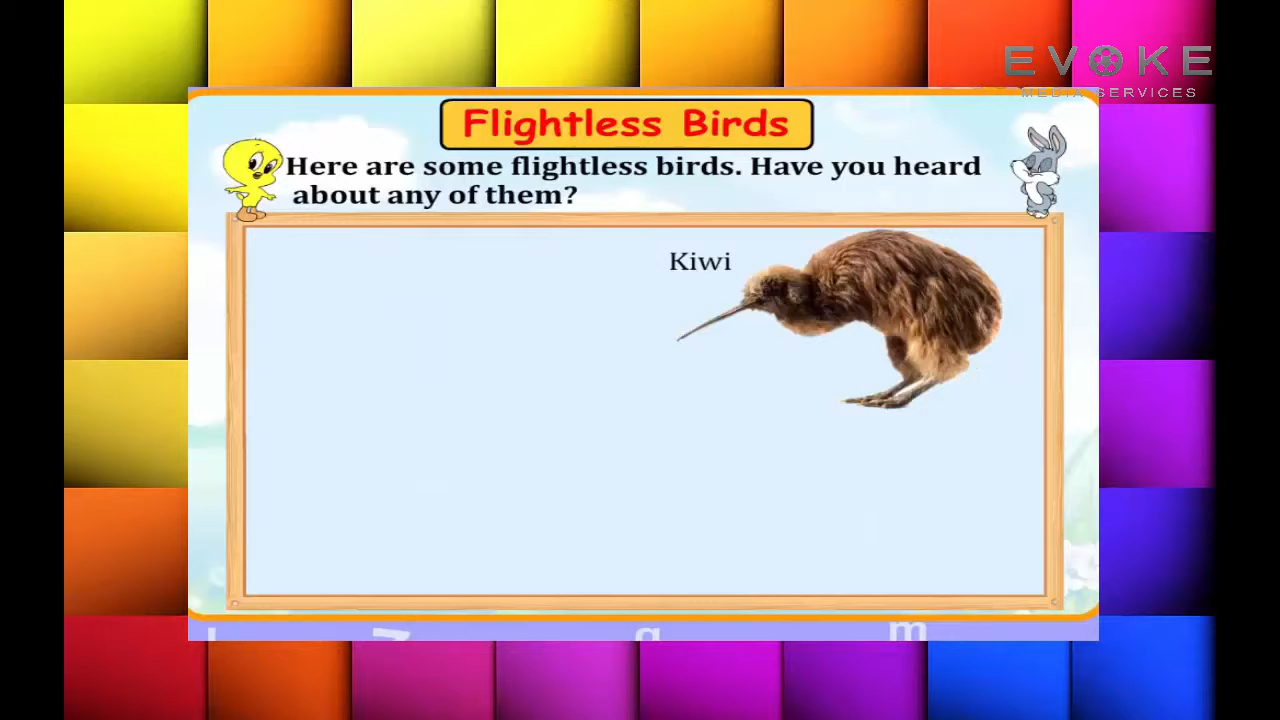 EVOKE
MEDIA SERVICES
Flightless Birds
Here are some flightless birds. Have you heard
about any of them?
Kiwi